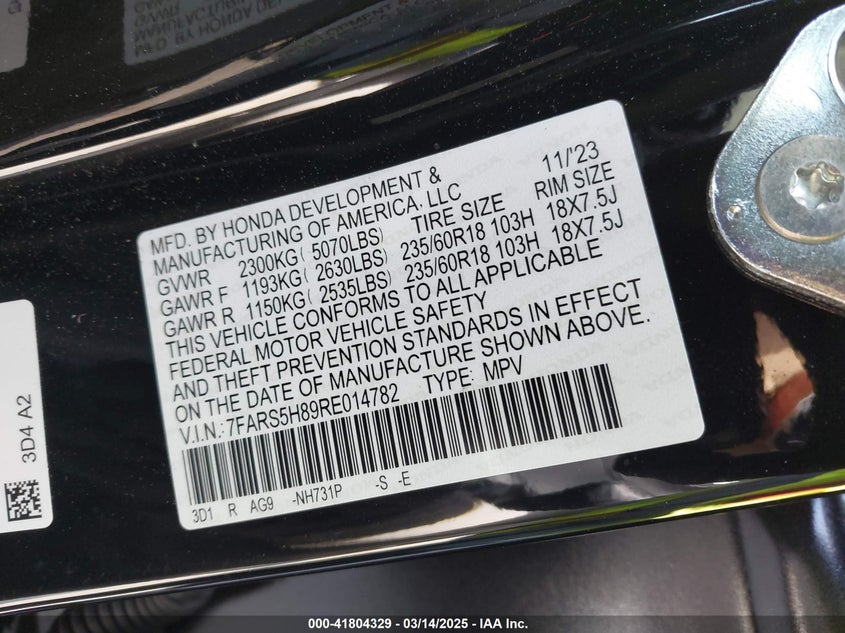 MFD. BY HONDA DEVELOPMENT & 11/'23
MANUFACTURING OF AMERICA, LLC
GVWR 2300KG( 5070LBS) TIRE SIZE RIM SIZE
GAWR F 1193KG( 2630LBS) 235/60R18 103H 18X7.5J
GAWR R 1150KG( 2535LBS) 235/60R18 103H 18X7.5J
THIS VEHICLE CONFORMS TO ALL APPLICABLE
FEDERAL MOTOR VEHICLE SAFETY
AND THEFT PREVENTION STANDARDS IN EFFECT
ON THE DATE OF MANUFACTURE SHOWN ABOVE.
V.I.N.:7FARS5H89RE014782 TYPE: MPV
3D1 R AG9 -NH731P -S -E
3D4 A2
000-41804329 - 03/14/2025 - IAA Inc.